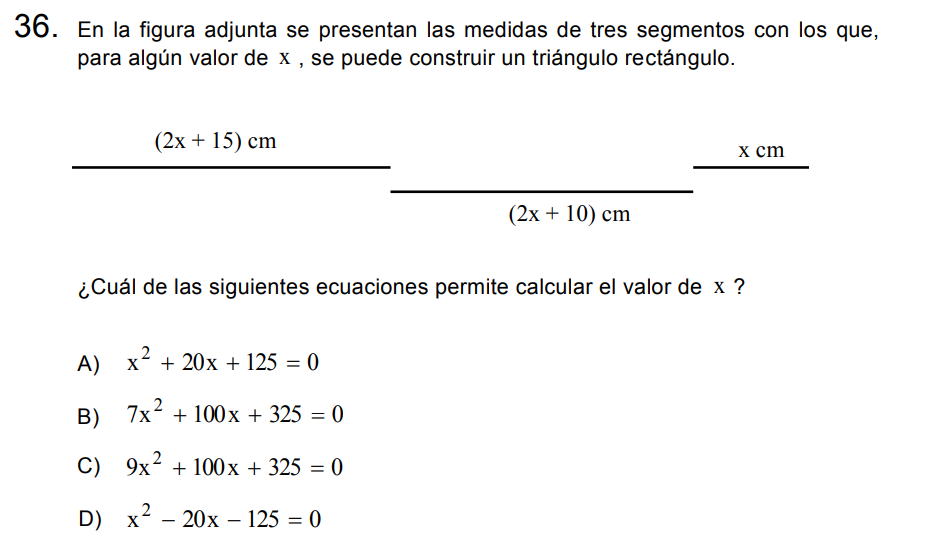 36. En la figura adjunta se presentan las medidas de tres segmentos con los que,
para algún valor de x , se puede construir un triángulo rectángulo.
(2x + 15) cm
x cm
(2x + 10) cm
¿Cuál de las siguientes ecuaciones permite calcular el valor de x ?
A) x² + 20x + 125 = 0
B) 7x² + 100x + 325 = 0
C) 9x² + 100x + 325 = 0
D) x² − 20x − 125 = 0